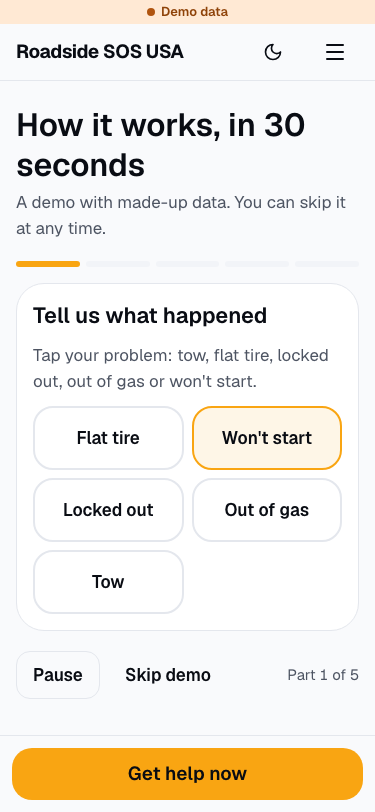 Demo data
Roadside SOS USA
How it works, in 30
seconds
A demo with made-up data. You can skip it
at any time.
Tell us what happened
Tap your problem: tow, flat tire, locked
out, out of gas or won't start.
Flat tire
Won't start
Locked out
Out of gas
Tow
Pause
Skip demo
Part 1 of 5
Get help now